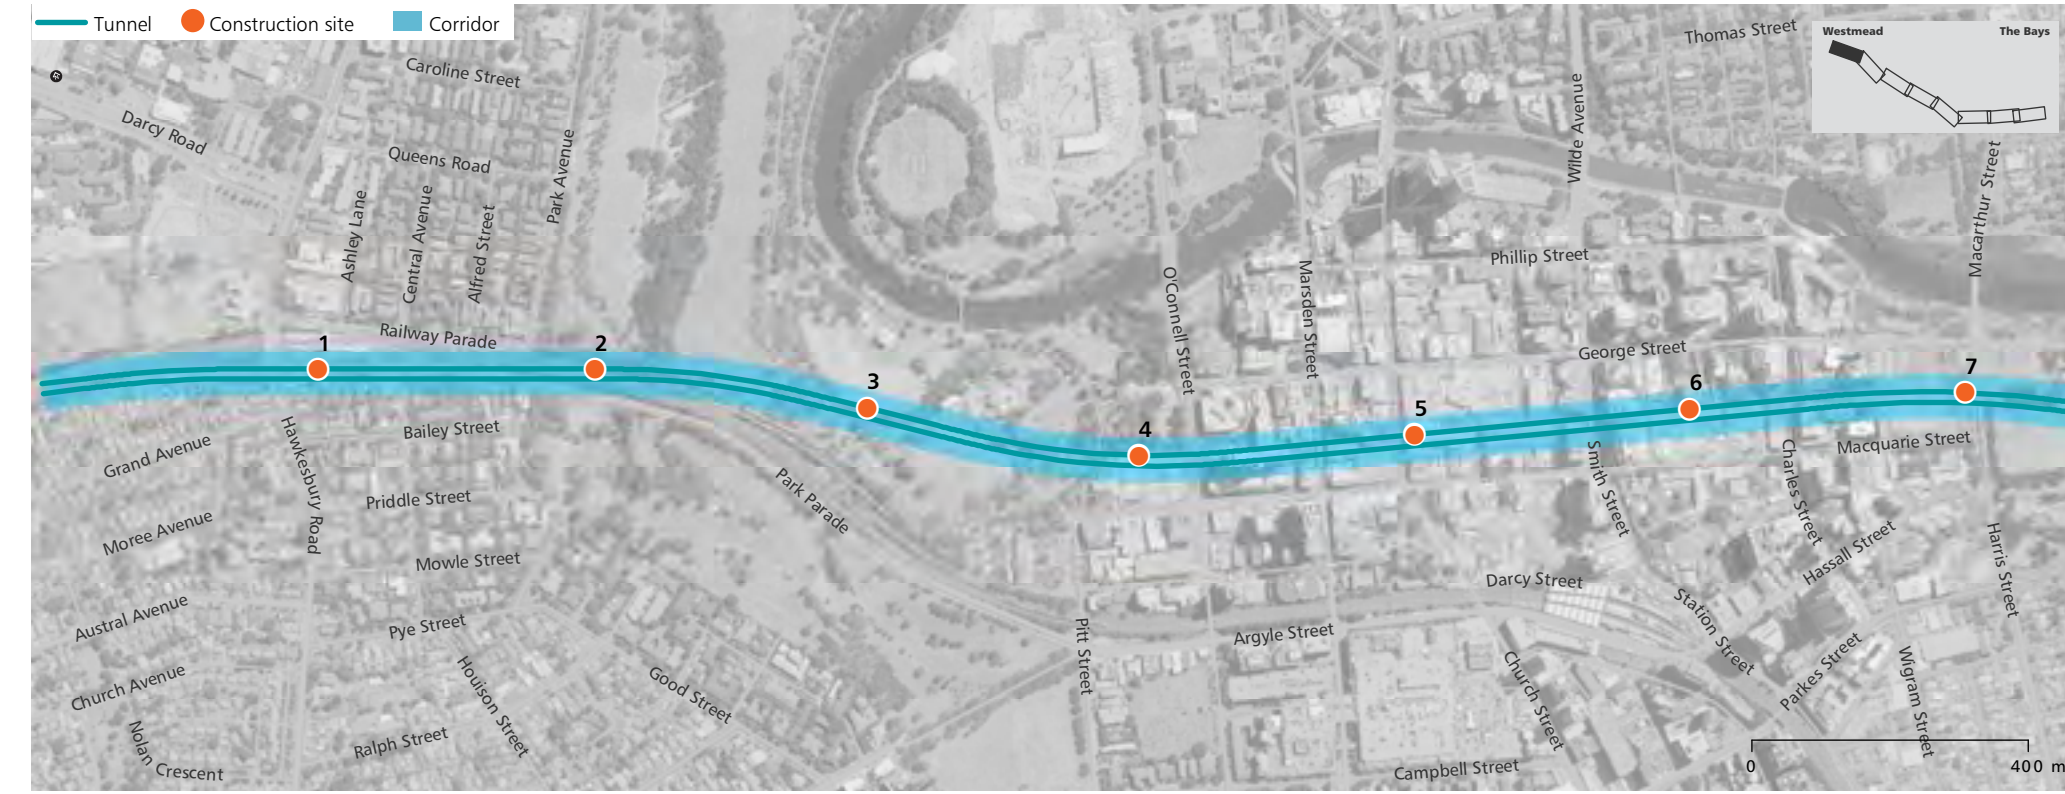 Tunnel
Construction site
Corridor
Westmead
The Bays
Thomas Street
Caroline Street
Darcy Road
Queens Road
Park Avenue
Wilde Avenue
Macarthur Street
Ashley Lane
Central Avenue
Alfred Street
Phillip Street
O'Connell Street
Marsden Street
Railway Parade
George Street
1
2
3
4
5
6
7
Grand Avenue
Hawkesbury Road
Bailey Street
Macquarie Street
Priddle Street
Park Parade
Smith Street
Charles Street
Moree Avenue
Mowle Street
Hassall Street
Harris Street
Darcy Street
Austral Avenue
Pye Street
Pitt Street
Argyle Street
Station Street
Church Avenue
Houison Street
Good Street
Church Street
Parkes Street
Wigram Street
Nolan
Crescent
Ralph Street
Campbell Street
0
400 m